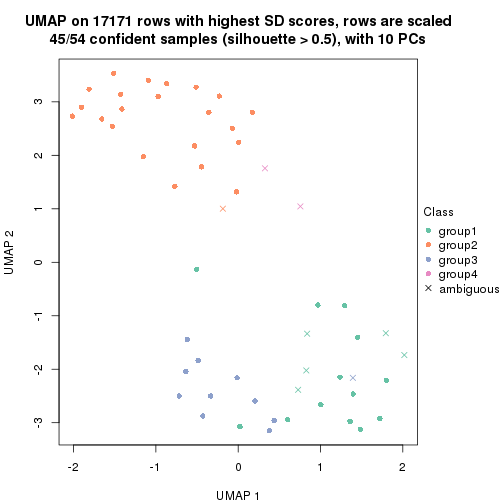 UMAP on 17171 rows with highest SD scores, rows are scaled
45/54 confident samples (silhouette > 0.5), with 10 PCs
3
2
1
0
-1
-2
-3
UMAP 2
-2
-1
0
1
2
UMAP 1
Class
group1
group2
group3
group4
ambiguous